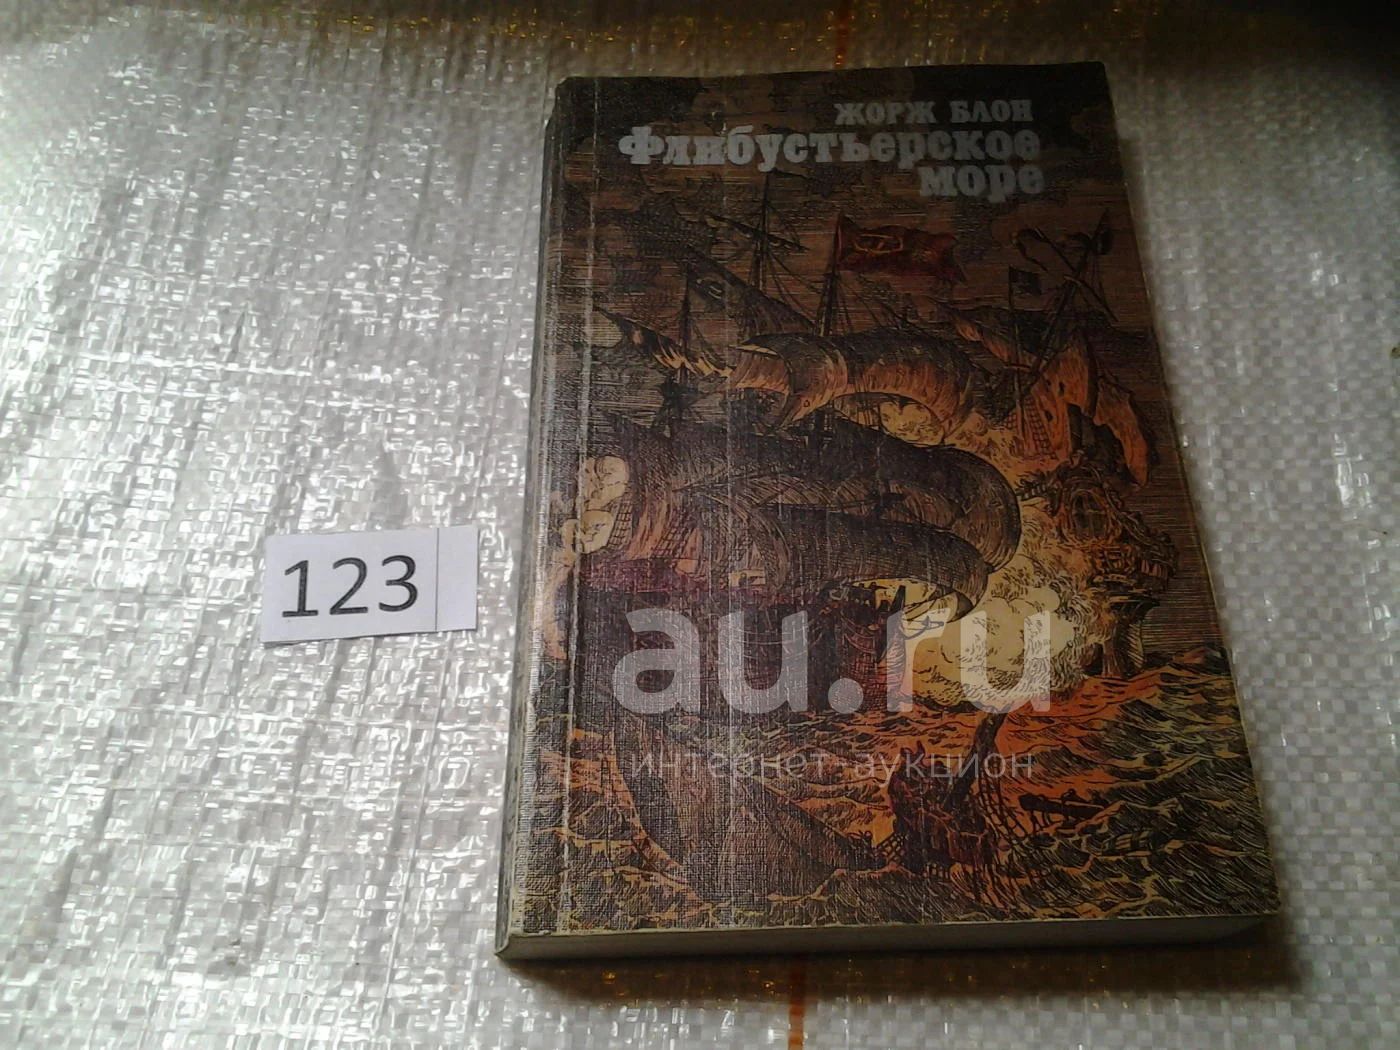 ЖОРЖ БЛОН
Флибустьерское
море
123
au.ru
интернет-аукцион